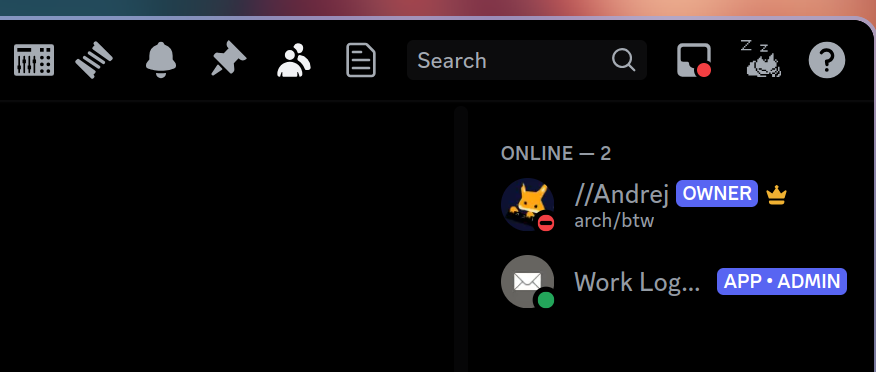 Search
z z
ONLINE — 2
//Andrej OWNER
arch/btw
Work Log... APP • ADMIN